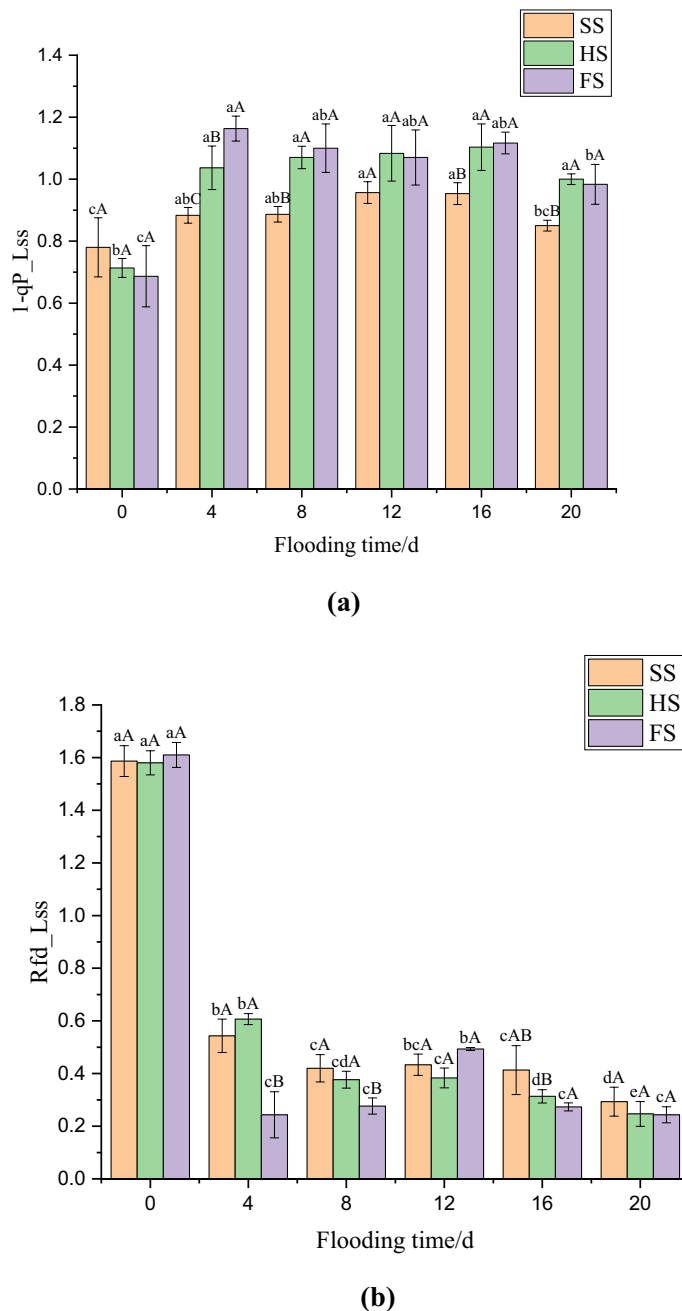 SS
HS
FS
1.4
1.2
1.0
0.8
0.6
0.4
0.2
0.0
1-qP_Lss
cA bA cA
abC aB aA
abB aA abA
aA aA abA
aB aA abA
bcB aA bA
0 4 8 12 16 20
Flooding time/d
(a)
SS
HS
FS
1.8
1.6
1.4
1.2
1.0
0.8
0.6
0.4
0.2
0.0
Rfd_Lss
aA aA aA
bA bA cB
cA cdA cB
bcA cA bA
cAB dB cA
dA eA cA
0 4 8 12 16 20
Flooding time/d
(b)